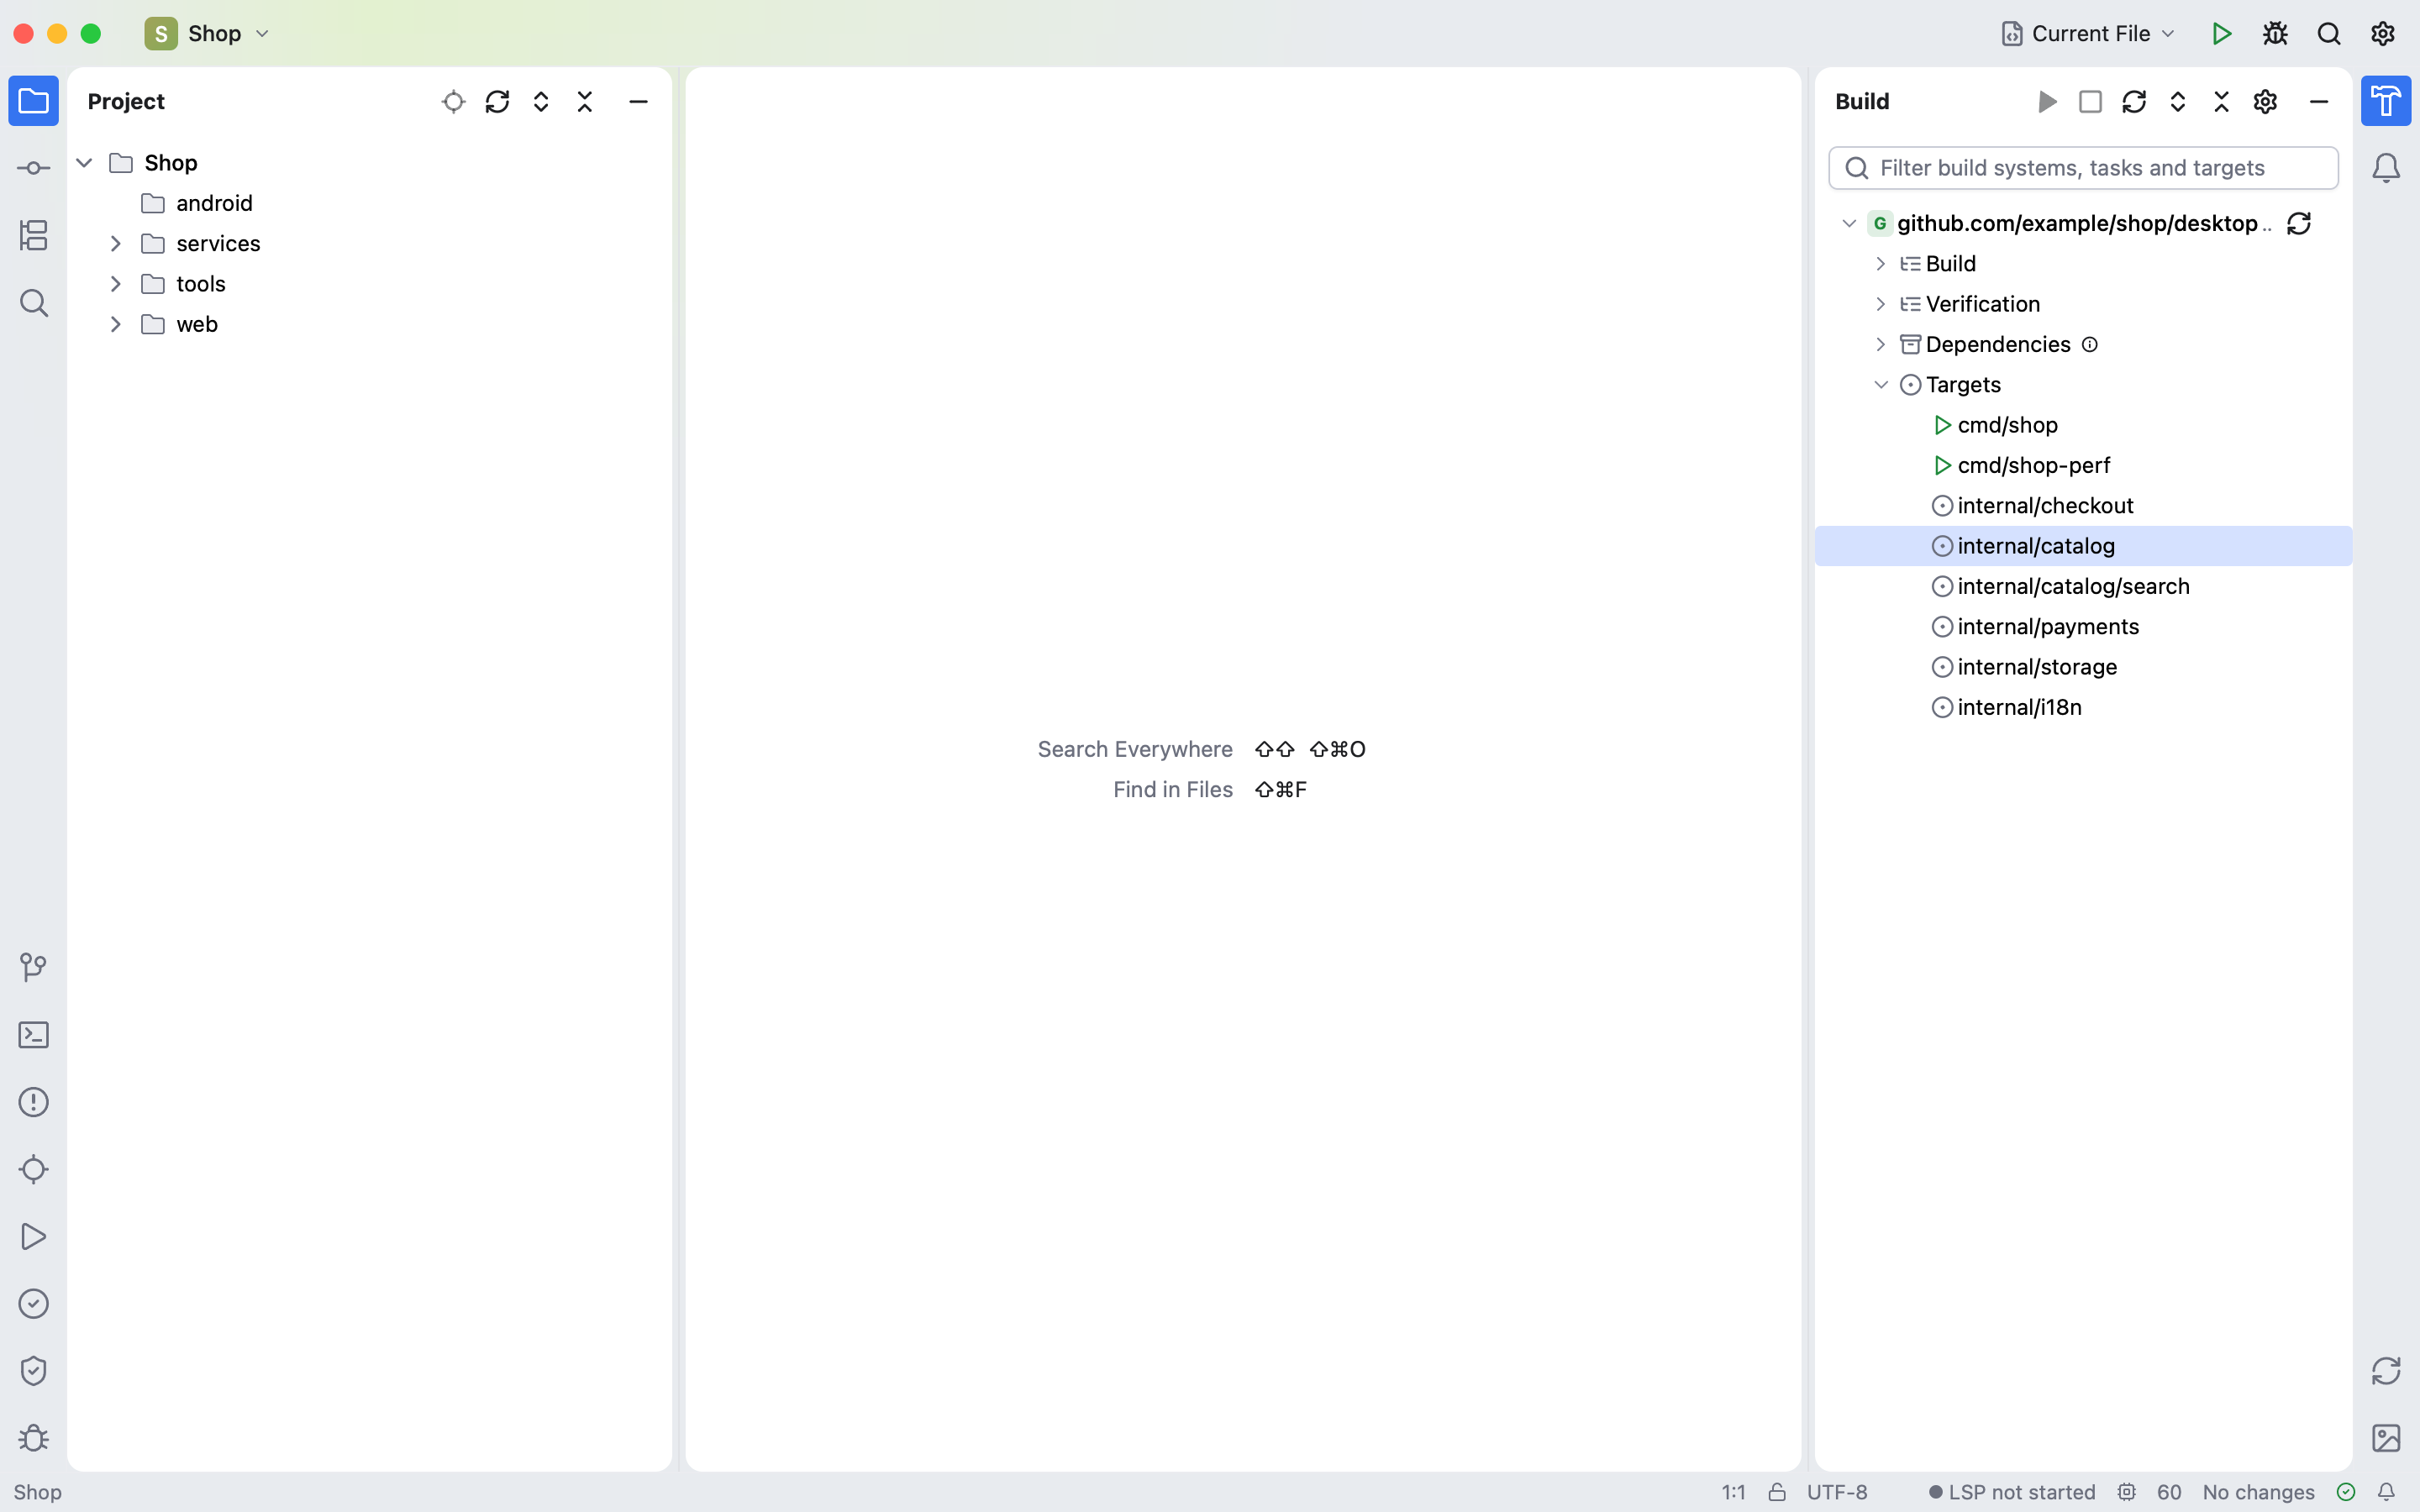 S Shop
Current File
Project
Shop
android
services
tools
web
Search Everywhere ⇧⇧ ⇧⌘O
Find in Files ⇧⌘F
Build
Filter build systems, tasks and targets
G github.com/example/shop/desktop ..
Build
Verification
Dependencies
Targets
cmd/shop
cmd/shop-perf
internal/checkout
internal/catalog
internal/catalog/search
internal/payments
internal/storage
internal/i18n
Shop
1:1 UTF-8 LSP not started 60 No changes